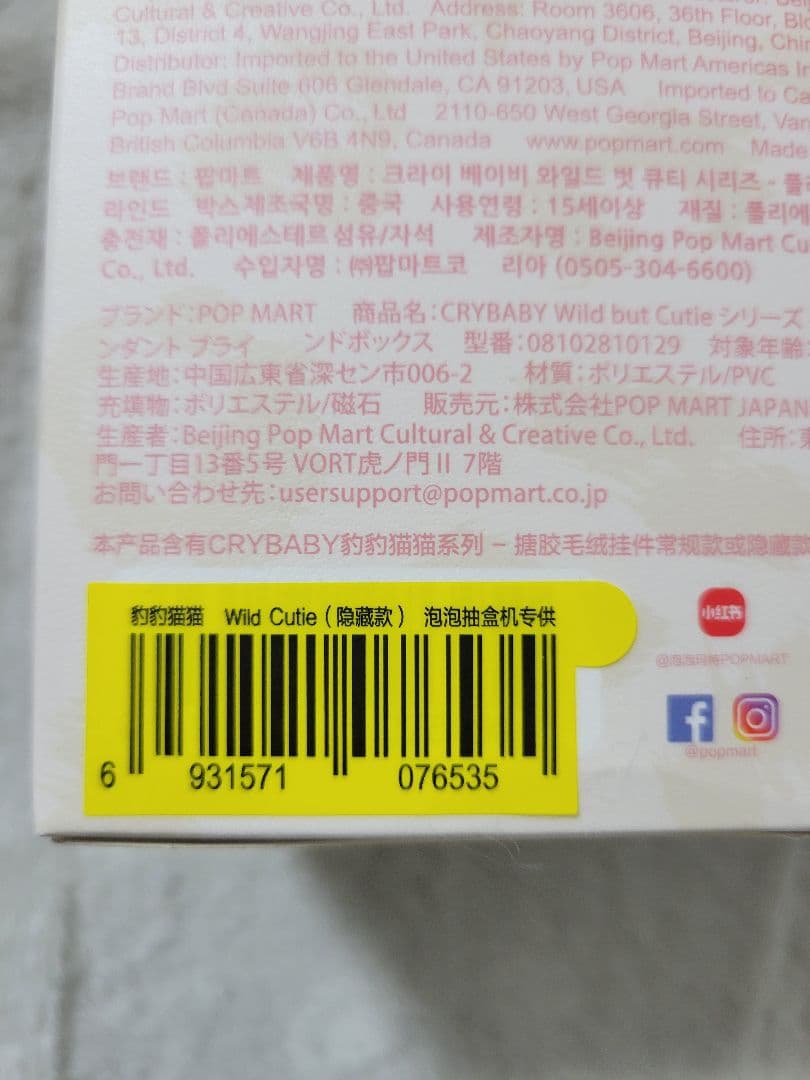 Cultural & Creative Co., Ltd. Address: Room 3606, 36th Floor,
13, District 4, Wangjing East Park, Chaoyang District, Beijing,
Distributor: Imported to the United States by Pop Mart Americas
Brand Blvd Suite 606 Glendale, CA 91203, USA Imported to
Pop Mart (Canada) Co., Ltd 2110-650 West Georgia Street,
British Columbia V6B 4N9, Canada www.popmart.com Made
브랜드 : 팝마트 제품명 : 크라이 베이비 와일드 벗 큐티 시리즈 -
라인드 박스제조국명 : 중국 사용연령 : 15세이상 재질 :
충전재 : 폴리에스테르섬유/자석 제조자명 : Beijing Pop Mart
Co., Ltd. 수입자명 : ㈜팝마트코 리아 (0505-304-6600)
ブランド：POP MART 商品名：CRYBABY Wild but Cutie シリーズ
ンダント ブライ ンドボックス 型番：08102810129 対象年齢
生産地：中国広東省深セン市006-2 材質：ポリエステル/PVC
充填物：ポリエステル/磁石 販売元：株式会社POP MART JAPAN
生産者：Beijing Pop Mart Cultural & Creative Co., Ltd. 住所：
門一丁目13番5号 VORT虎ノ門Ⅱ 7階
お問い合わせ先：usersupport@popmart.co.jp
本产品含有CRYBABY豹豹猫猫系列 – 搪胶毛绒挂件常规款或隐藏款
豹豹猫猫 Wild Cutie（隐藏款） 泡泡抽盒机专供
6 931571 076535
小红书
@泡泡玛特POPMART
@popmart